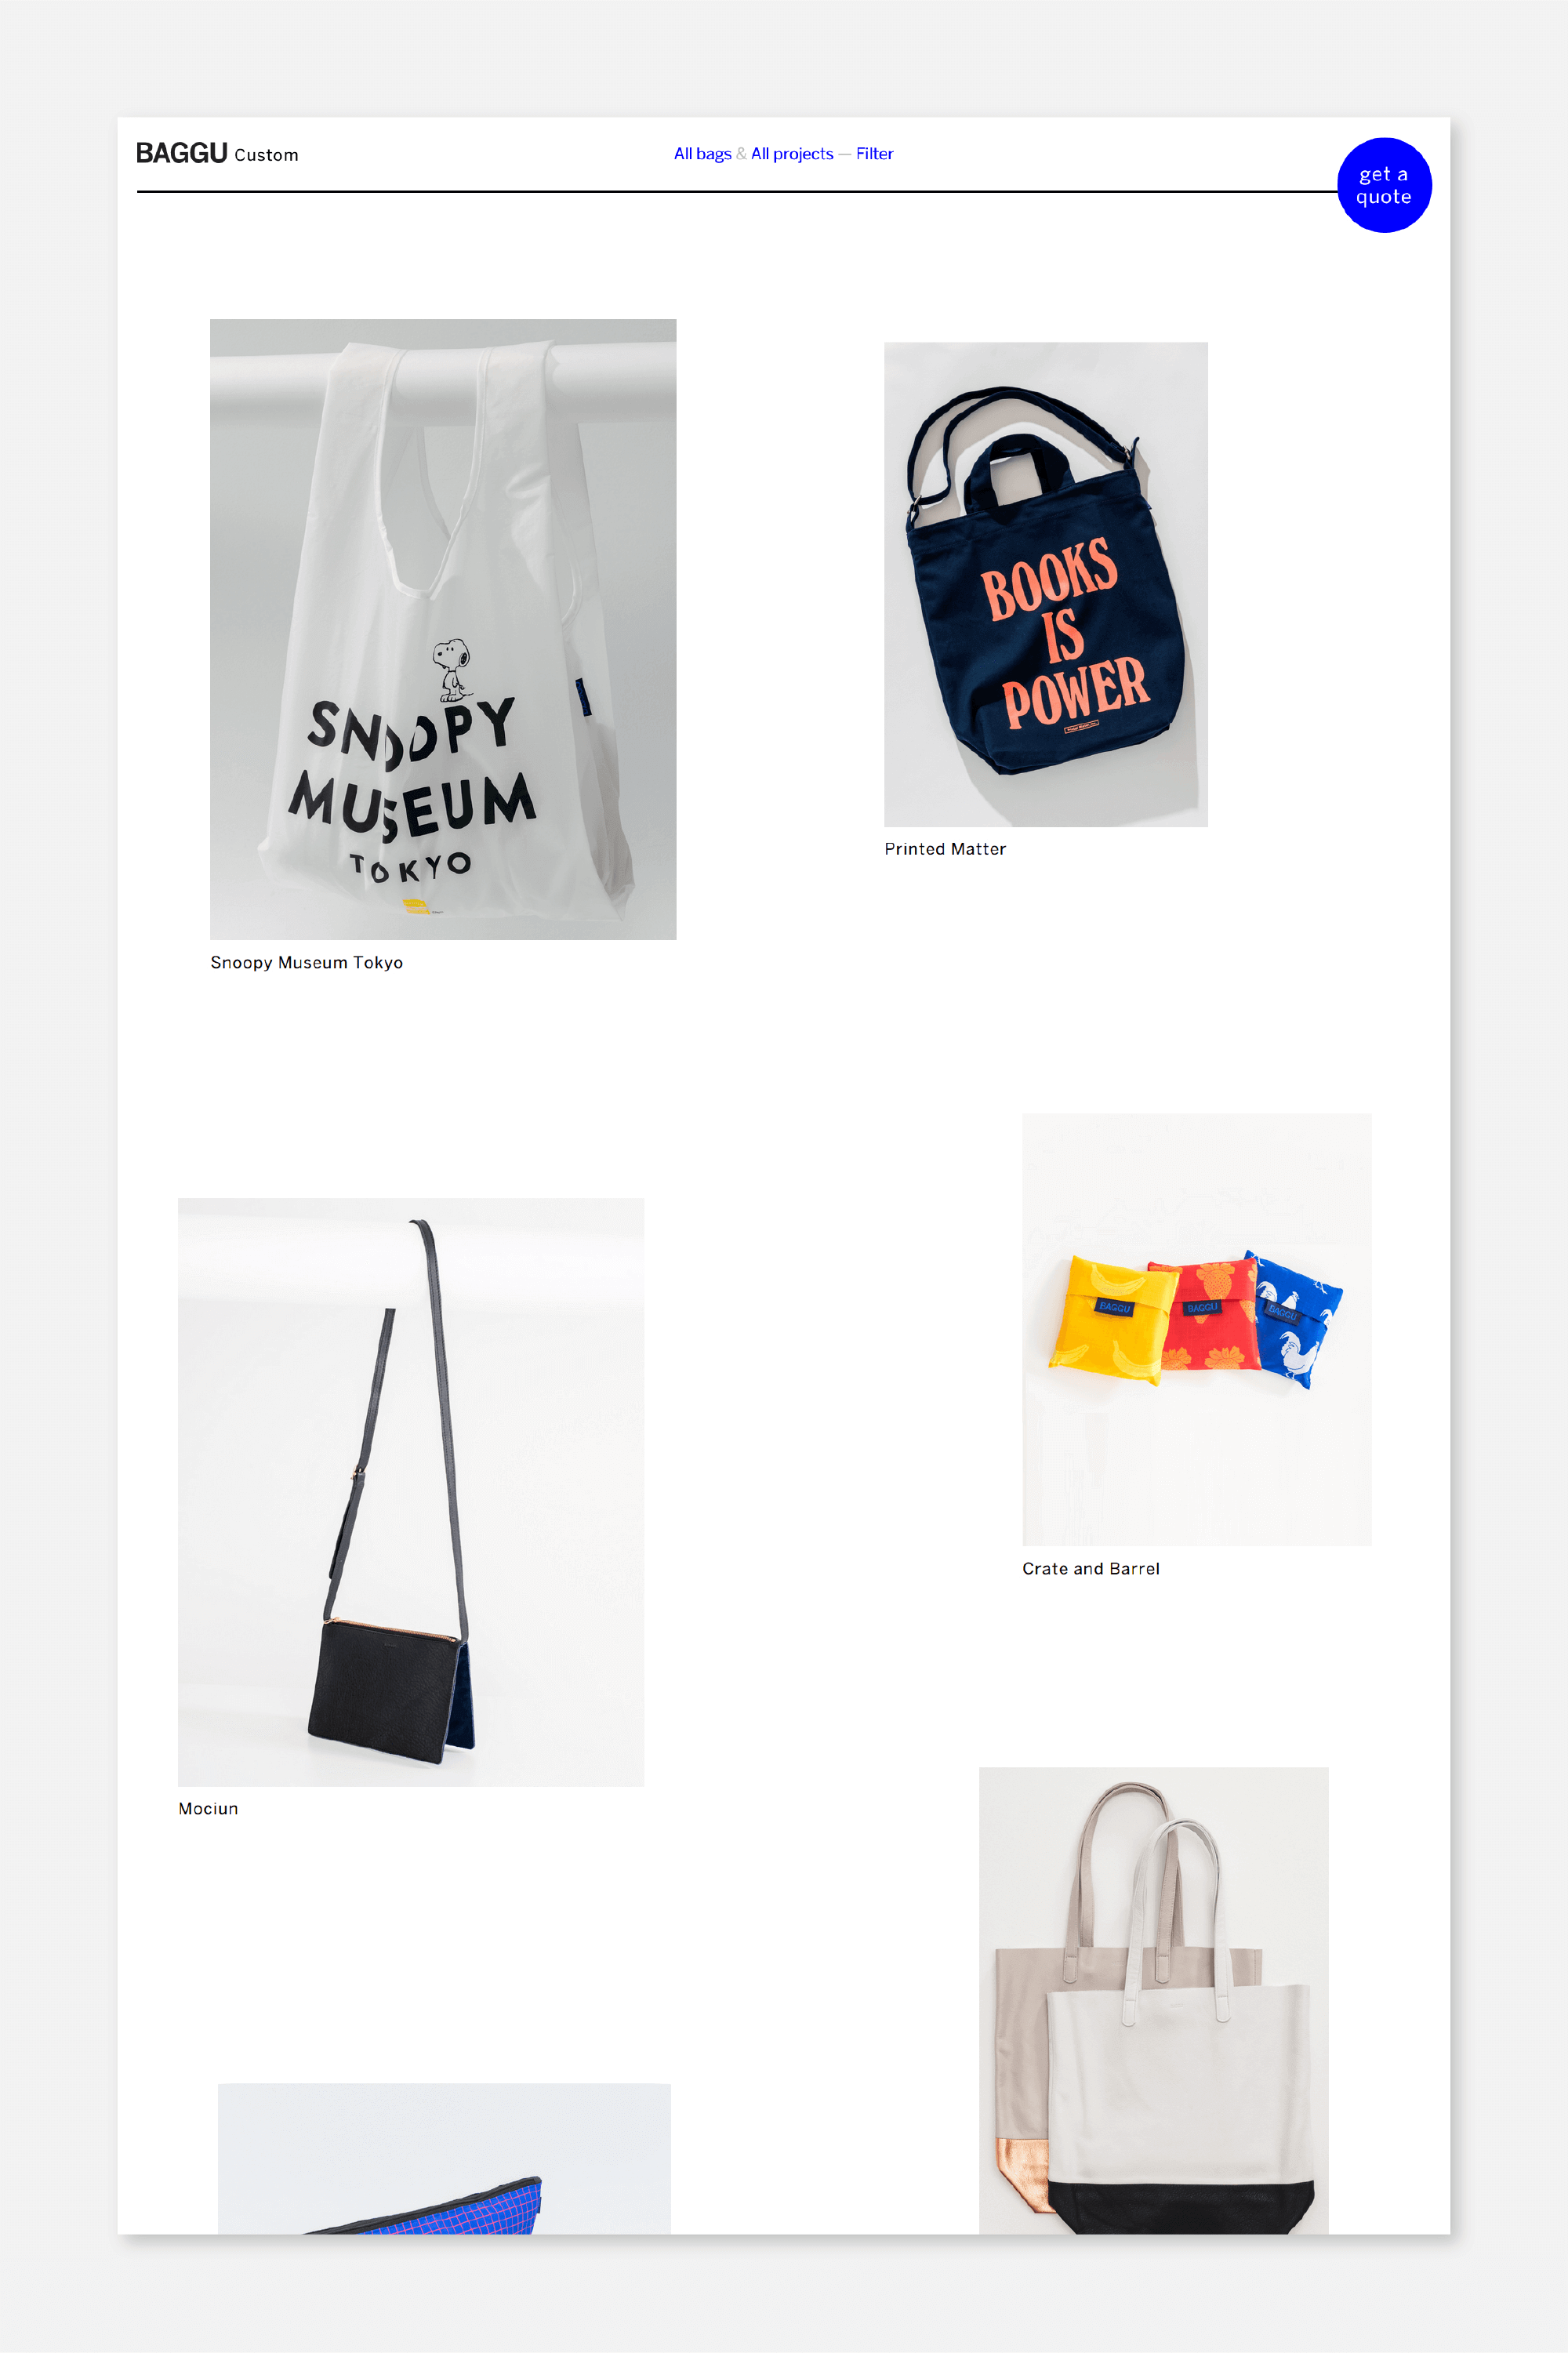 BAGGU Custom
All bags & All projects — Filter
get a
quote
SNOOPY
MUSEUM
TOKYO
Snoopy Museum Tokyo
BOOKS
IS
POWER
Printed Matter
BAGGU
BAGGU
BAGGU
Crate and Barrel
Mociun